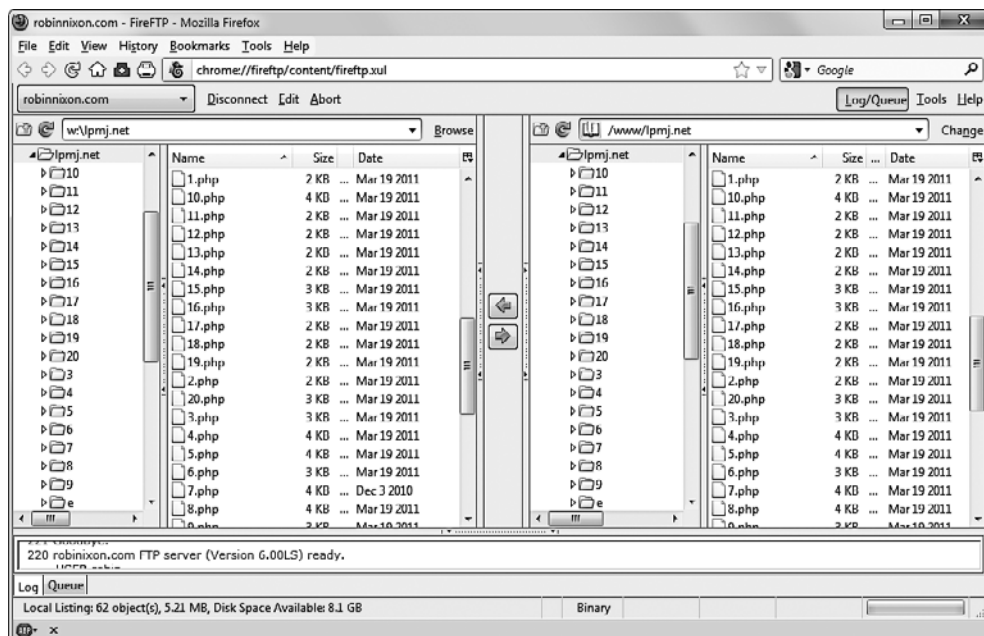 robinnixon.com - FireFTP - Mozilla Firefox
File Edit View History Bookmarks Tools Help
chrome://fireftp/content/fireftp.xul
Google
robinnixon.com
Disconnect Edit Abort
Log/Queue Tools Help
w:\lpmj.net
Browse
lpmj.net
10
11
12
13
14
15
16
17
18
19
20
3
4
5
6
7
8
9
e
Name Size Date
1.php 2 KB ... Mar 19 2011
10.php 4 KB ... Mar 19 2011
11.php 2 KB ... Mar 19 2011
12.php 2 KB ... Mar 19 2011
13.php 2 KB ... Mar 19 2011
14.php 2 KB ... Mar 19 2011
15.php 3 KB ... Mar 19 2011
16.php 3 KB ... Mar 19 2011
17.php 2 KB ... Mar 19 2011
18.php 2 KB ... Mar 19 2011
19.php 2 KB ... Mar 19 2011
2.php 2 KB ... Mar 19 2011
20.php 3 KB ... Mar 19 2011
3.php 3 KB ... Mar 19 2011
4.php 4 KB ... Mar 19 2011
5.php 4 KB ... Mar 19 2011
6.php 3 KB ... Mar 19 2011
7.php 4 KB ... Dec 3 2010
8.php 4 KB ... Mar 19 2011
9.php 3 KB ... Mar 19 2011
/www/lpmj.net
Change
lpmj.net
10
11
12
13
14
15
16
17
18
19
20
3
4
5
6
7
8
9
e
Name Size ... Date
1.php 2 KB ... Mar 19 2011
10.php 4 KB ... Mar 19 2011
11.php 2 KB ... Mar 19 2011
12.php 2 KB ... Mar 19 2011
13.php 2 KB ... Mar 19 2011
14.php 2 KB ... Mar 19 2011
15.php 3 KB ... Mar 19 2011
16.php 3 KB ... Mar 19 2011
17.php 2 KB ... Mar 19 2011
18.php 2 KB ... Mar 19 2011
19.php 2 KB ... Mar 19 2011
2.php 2 KB ... Mar 19 2011
20.php 3 KB ... Mar 19 2011
3.php 3 KB ... Mar 19 2011
4.php 4 KB ... Mar 19 2011
5.php 4 KB ... Mar 19 2011
6.php 3 KB ... Mar 19 2011
7.php 4 KB ... Mar 19 2011
8.php 4 KB ... Mar 19 2011
9.php 3 KB ... Mar 19 2011
221 Goodbye.
220 robinixon.com FTP server (Version 6.00LS) ready.
USER robin
Log Queue
Local Listing: 62 object(s), 5.21 MB, Disk Space Available: 8.1 GB
Binary
ABP